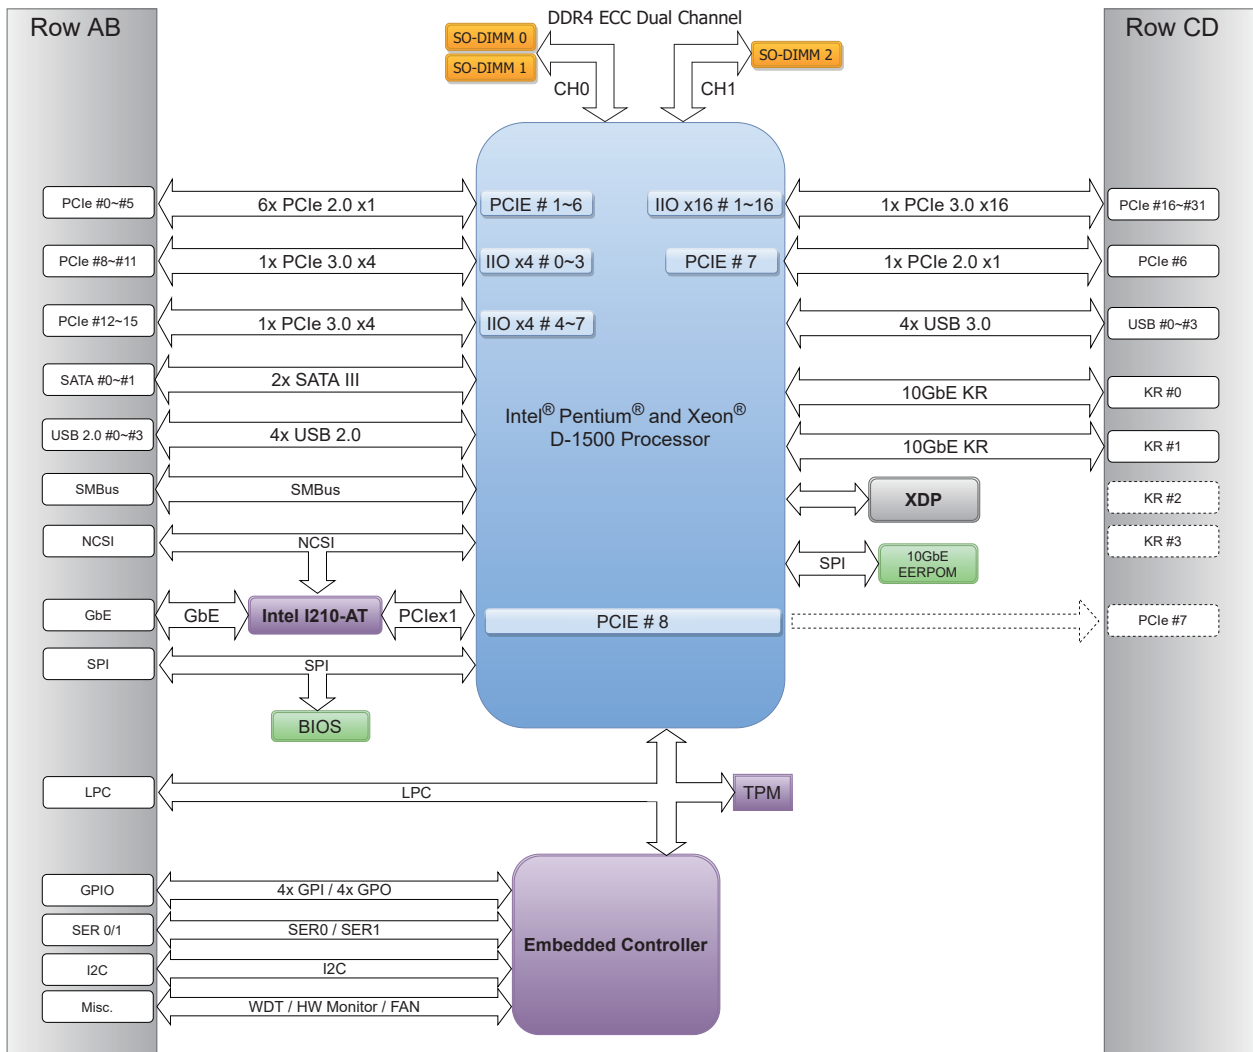 Row AB
DDR4 ECC Dual Channel
Row CD
SO-DIMM 0
SO-DIMM 1
SO-DIMM 2
CH0
CH1
PCIe #0~#5
6x PCIe 2.0 x1
PCIE # 1~6
IIO x16 # 1~16
1x PCIe 3.0 x16
PCIe #16~#31
PCIe #8~#11
1x PCIe 3.0 x4
IIO x4 # 0~3
PCIE # 7
1x PCIe 2.0 x1
PCIe #6
PCIe #12~15
1x PCIe 3.0 x4
IIO x4 # 4~7
4x USB 3.0
USB #0~#3
SATA #0~#1
2x SATA III
10GbE KR
KR #0
Intel® Pentium® and Xeon®
D-1500 Processor
USB 2.0 #0~#3
4x USB 2.0
10GbE KR
KR #1
SMBus
SMBus
XDP
KR #2
NCSI
NCSI
KR #3
SPI
10GbE
EERPOM
GbE
GbE
Intel I210-AT
PCIex1
PCIE # 8
PCIe #7
SPI
SPI
BIOS
LPC
LPC
TPM
GPIO
4x GPI / 4x GPO
SER 0/1
SER0 / SER1
Embedded Controller
I2C
I2C
Misc.
WDT / HW Monitor / FAN